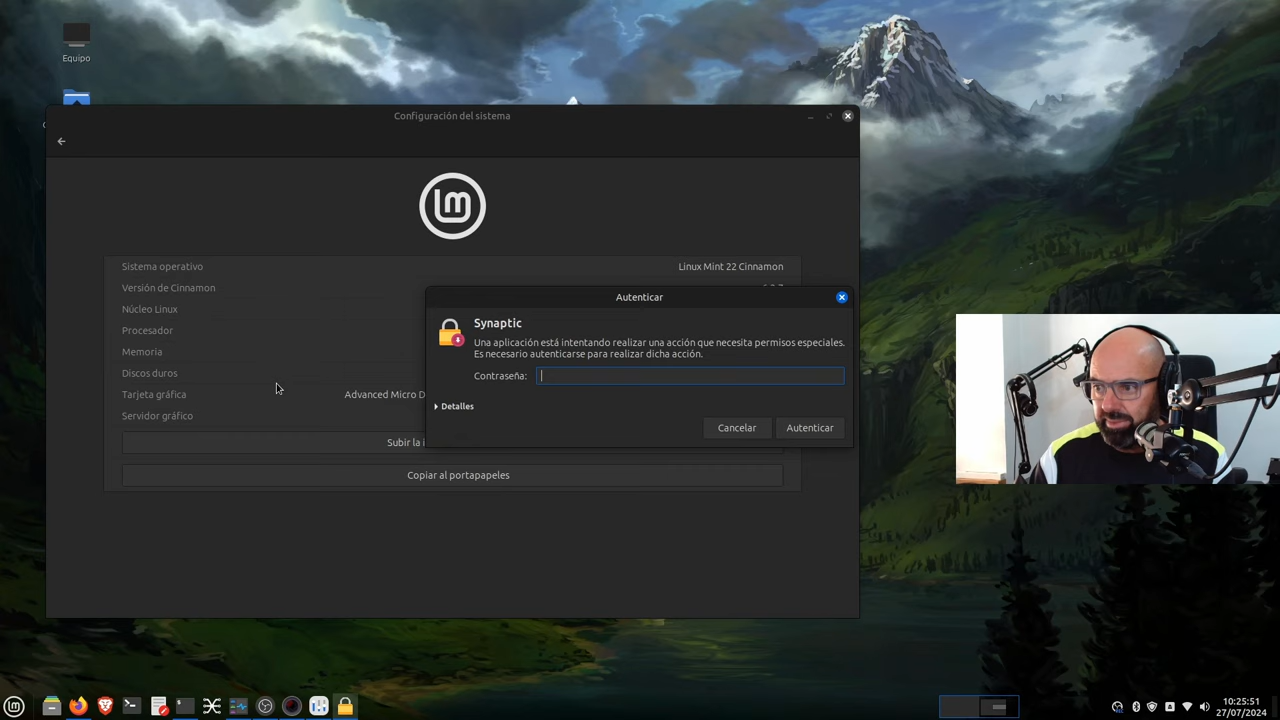 Equipo
Configuración del sistema
Sistema operativo
Linux Mint 22 Cinnamon
Versión de Cinnamon
Núcleo Linux
Procesador
Memoria
Discos duros
Tarjeta gráfica
Advanced Micro D
Servidor gráfico
Subir la i
Copiar al portapapeles
Autenticar
Synaptic
Una aplicación está intentando realizar una acción que necesita permisos especiales.
Es necesario autenticarse para realizar dicha acción.
Contraseña:
Detalles
Cancelar
Autenticar
10:25:51
27/07/2024